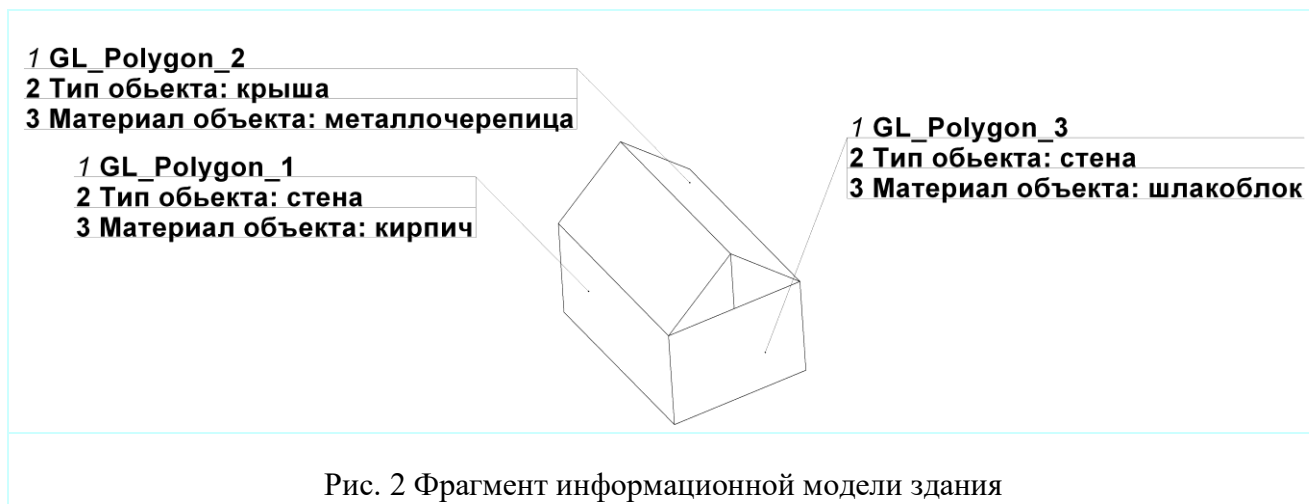 1 GL_Polygon_2
2 Тип обьекта: крыша
3 Материал объекта: металлочерепица
1 GL_Polygon_1
2 Тип обьекта: стена
3 Материал объекта: кирпич
1 GL_Polygon_3
2 Тип обьекта: стена
3 Материал объекта: шлакоблок
Рис. 2 Фрагмент информационной модели здания